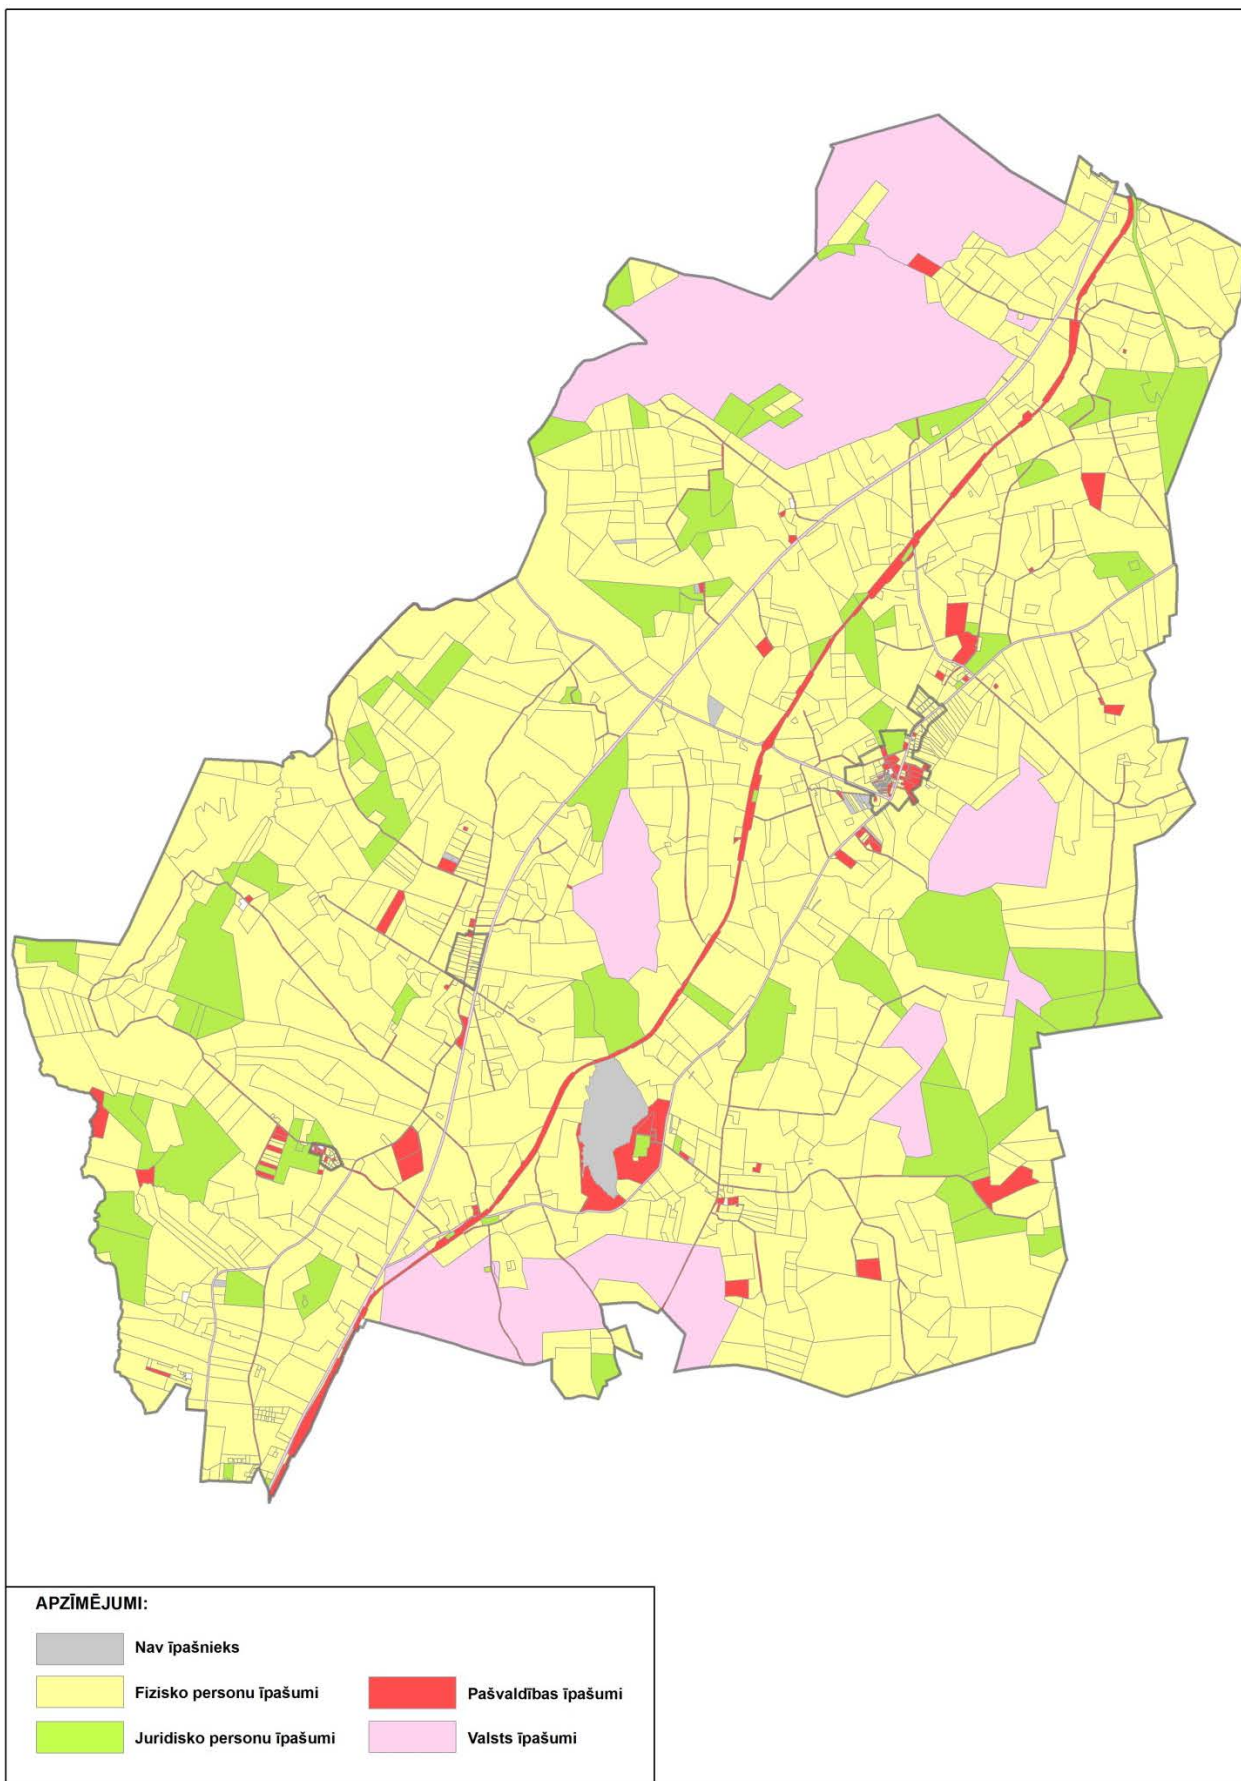 APZĪMĒJUMI:
Nav īpašnieks
Fizisko personu īpašumi
Pašvaldības īpašumi
Juridisko personu īpašumi
Valsts īpašumi